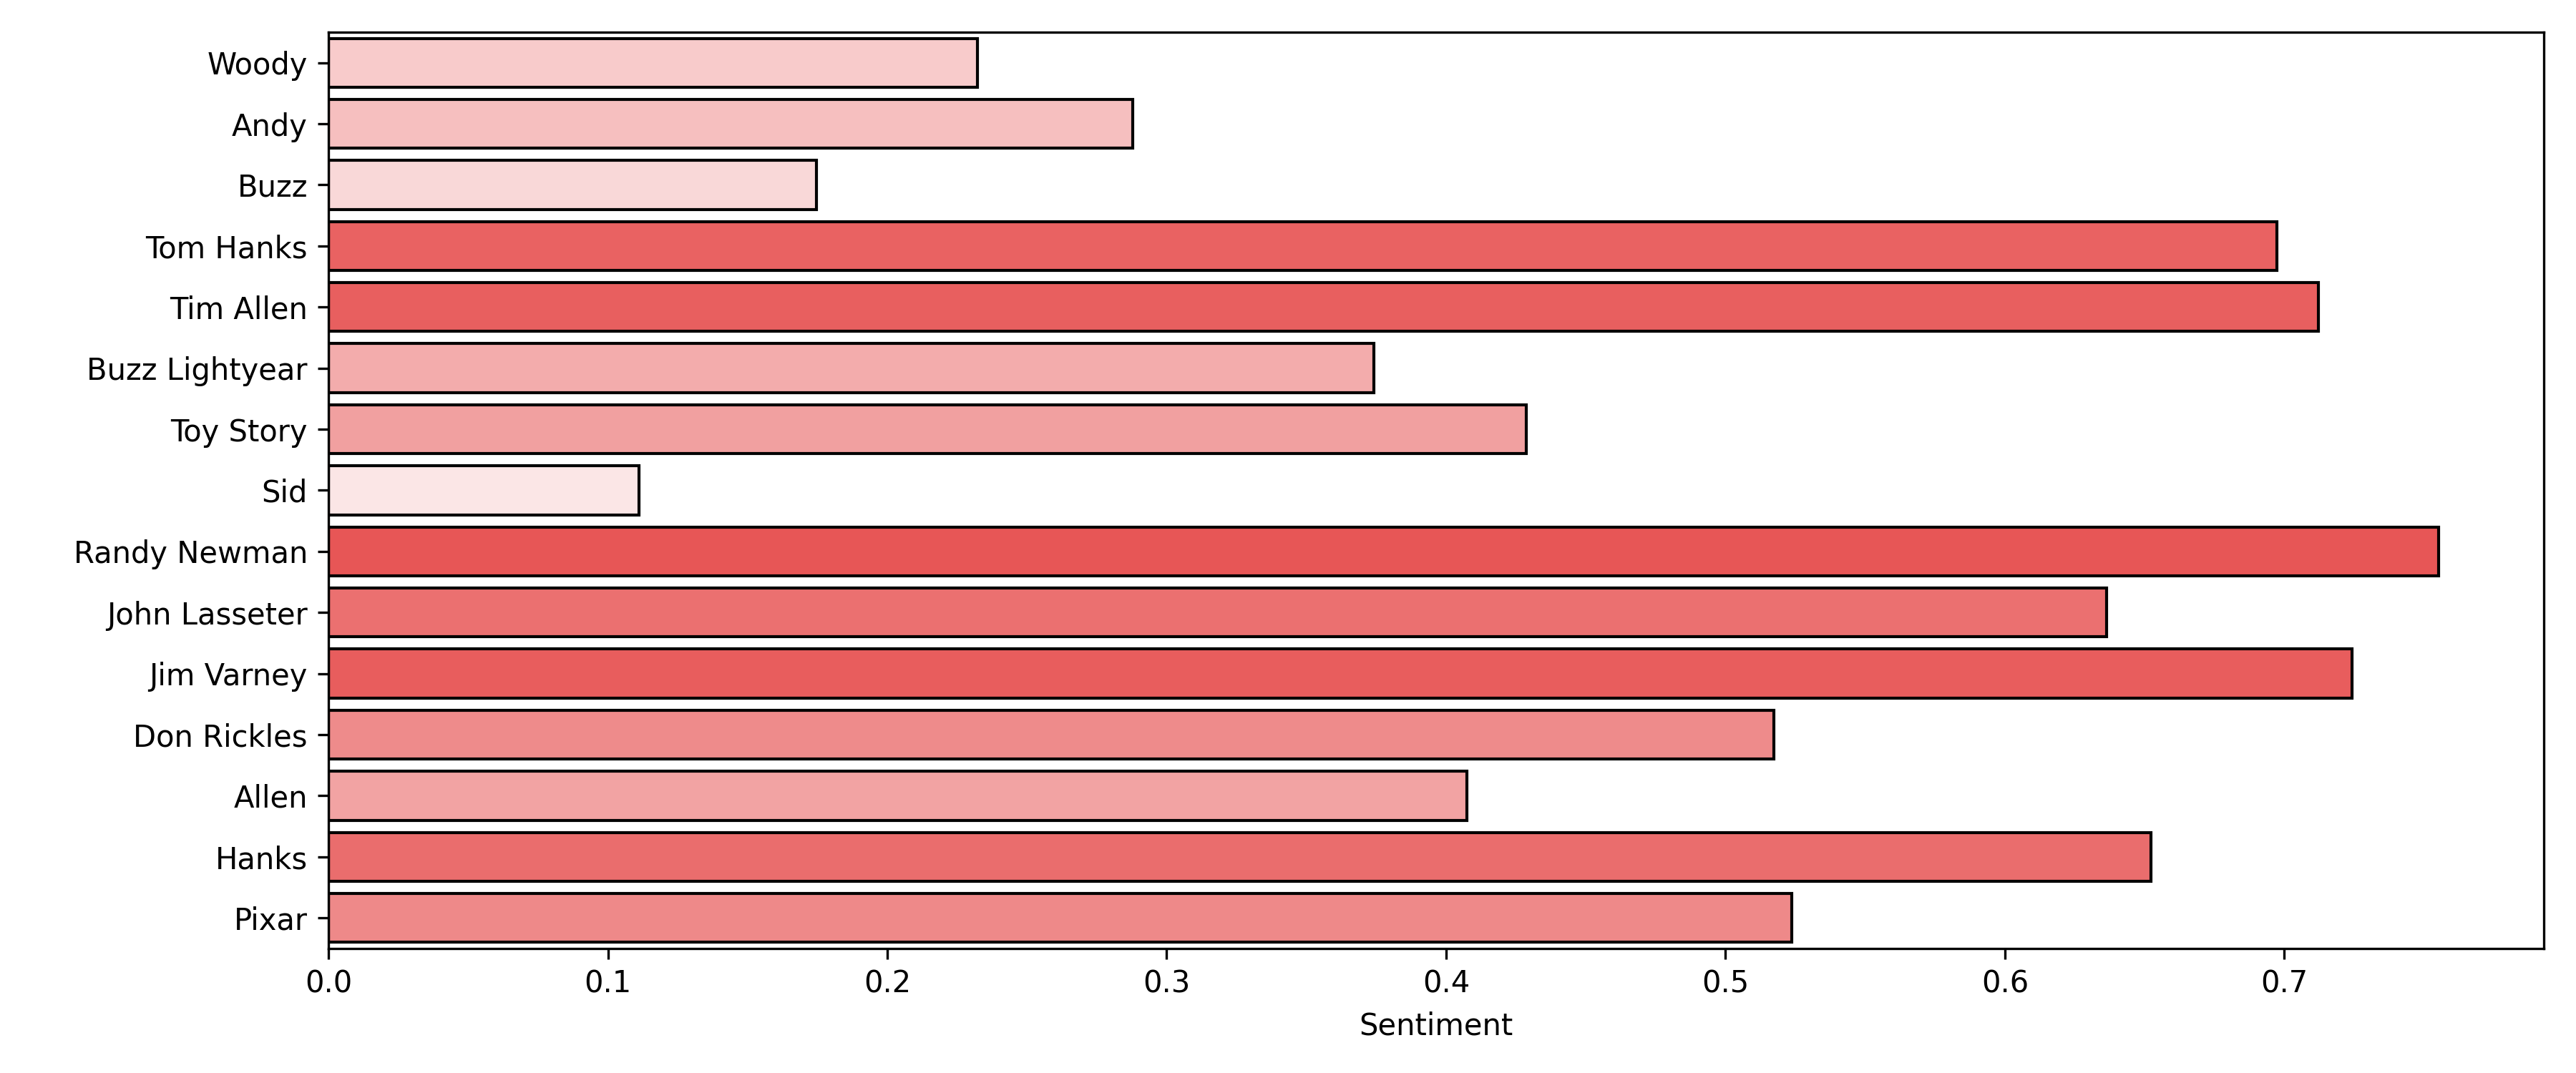 Woody
Andy
Buzz
Tom Hanks
Tim Allen
Buzz Lightyear
Toy Story
Sid
Randy Newman
John Lasseter
Jim Varney
Don Rickles
Allen
Hanks
Pixar
0.0 0.1 0.2 0.3 0.4 0.5 0.6 0.7
Sentiment